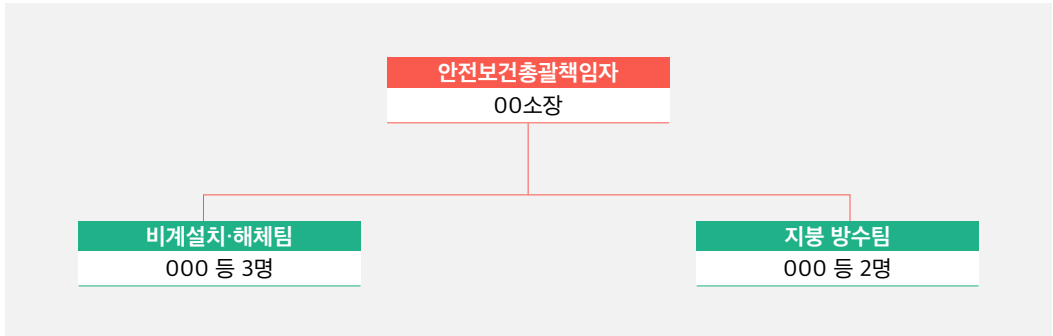 안전보건총괄책임자
00소장
비계설치·해체팀
000 등 3명
지붕 방수팀
000 등 2명